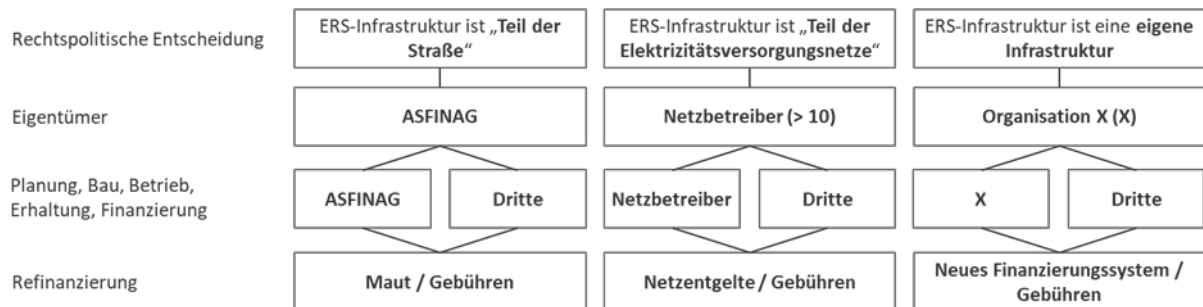 Rechtspolitische Entscheidung
ERS-Infrastruktur ist „Teil der
Straße“
ERS-Infrastruktur ist „Teil der
Elektrizitätsversorgungsnetze“
ERS-Infrastruktur ist eine eigene
Infrastruktur
Eigentümer
ASFINAG
Netzbetreiber (> 10)
Organisation X (X)
Planung, Bau, Betrieb,
Erhaltung, Finanzierung
ASFINAG
Dritte
Netzbetreiber
Dritte
X
Dritte
Refinanzierung
Maut / Gebühren
Netzentgelte / Gebühren
Neues Finanzierungssystem /
Gebühren